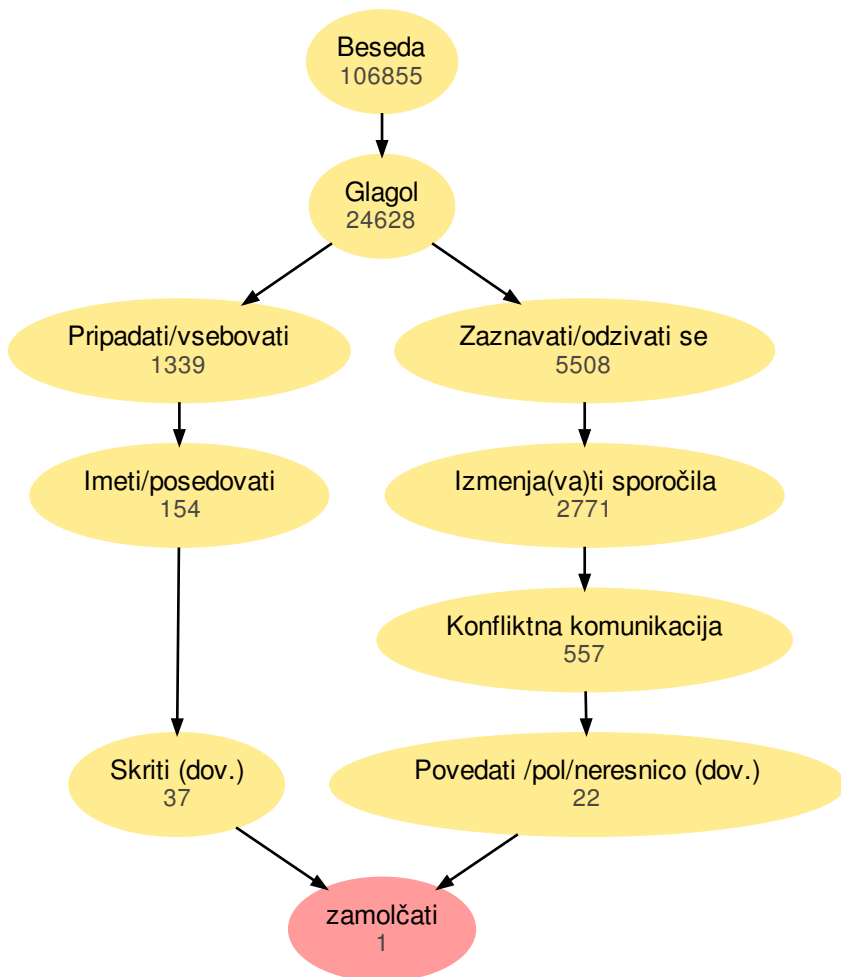 Beseda
106855
Glagol
24628
Pripadati/vsebovati
1339
Zaznavati/odzivati se
5508
Imeti/posedovati
154
Izmenja(va)ti sporočila
2771
Konfliktna komunikacija
557
Skriti (dov.)
37
Povedati /pol/neresnico (dov.)
22
zamolčati
1